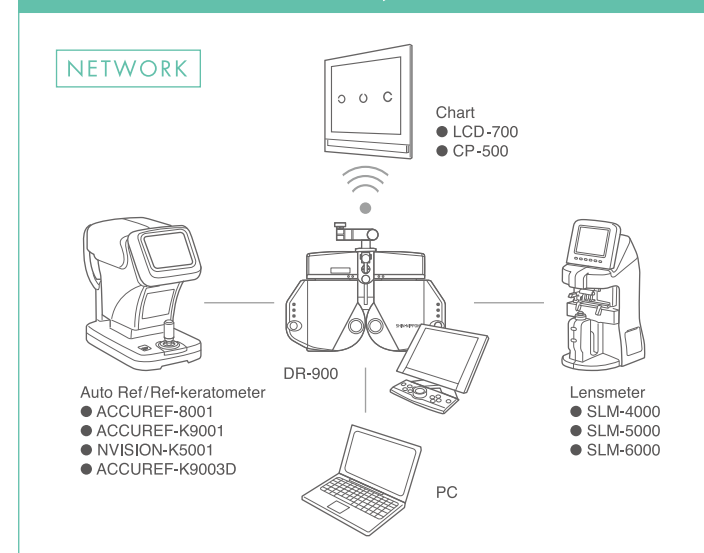 NETWORK
Chart
● LCD-700
● CP-500
DR-900
Auto Ref/Ref-keratometer
● ACCUREF-8001
● ACCUREF-K9001
● NVISION-K5001
● ACCUREF-K9003D
Lensmeter
● SLM-4000
● SLM-5000
● SLM-6000
PC